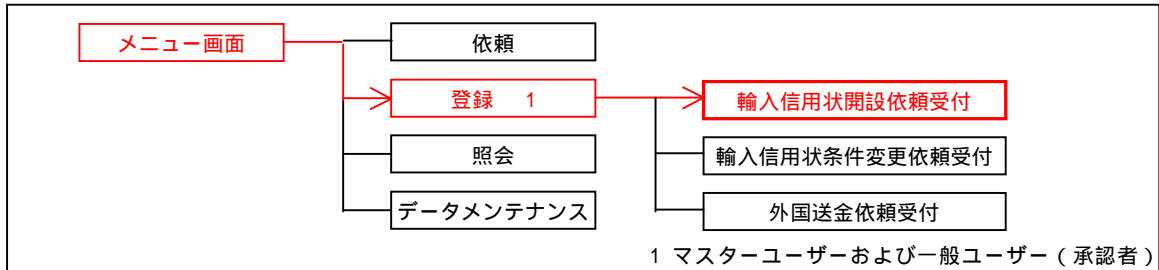 メニュー画面
依頼
登録 1
輸入信用状開設依頼受付
照会
輸入信用状条件変更依頼受付
データメンテナンス
外国送金依頼受付
1 マスターユーザーおよび一般ユーザー(承認者)